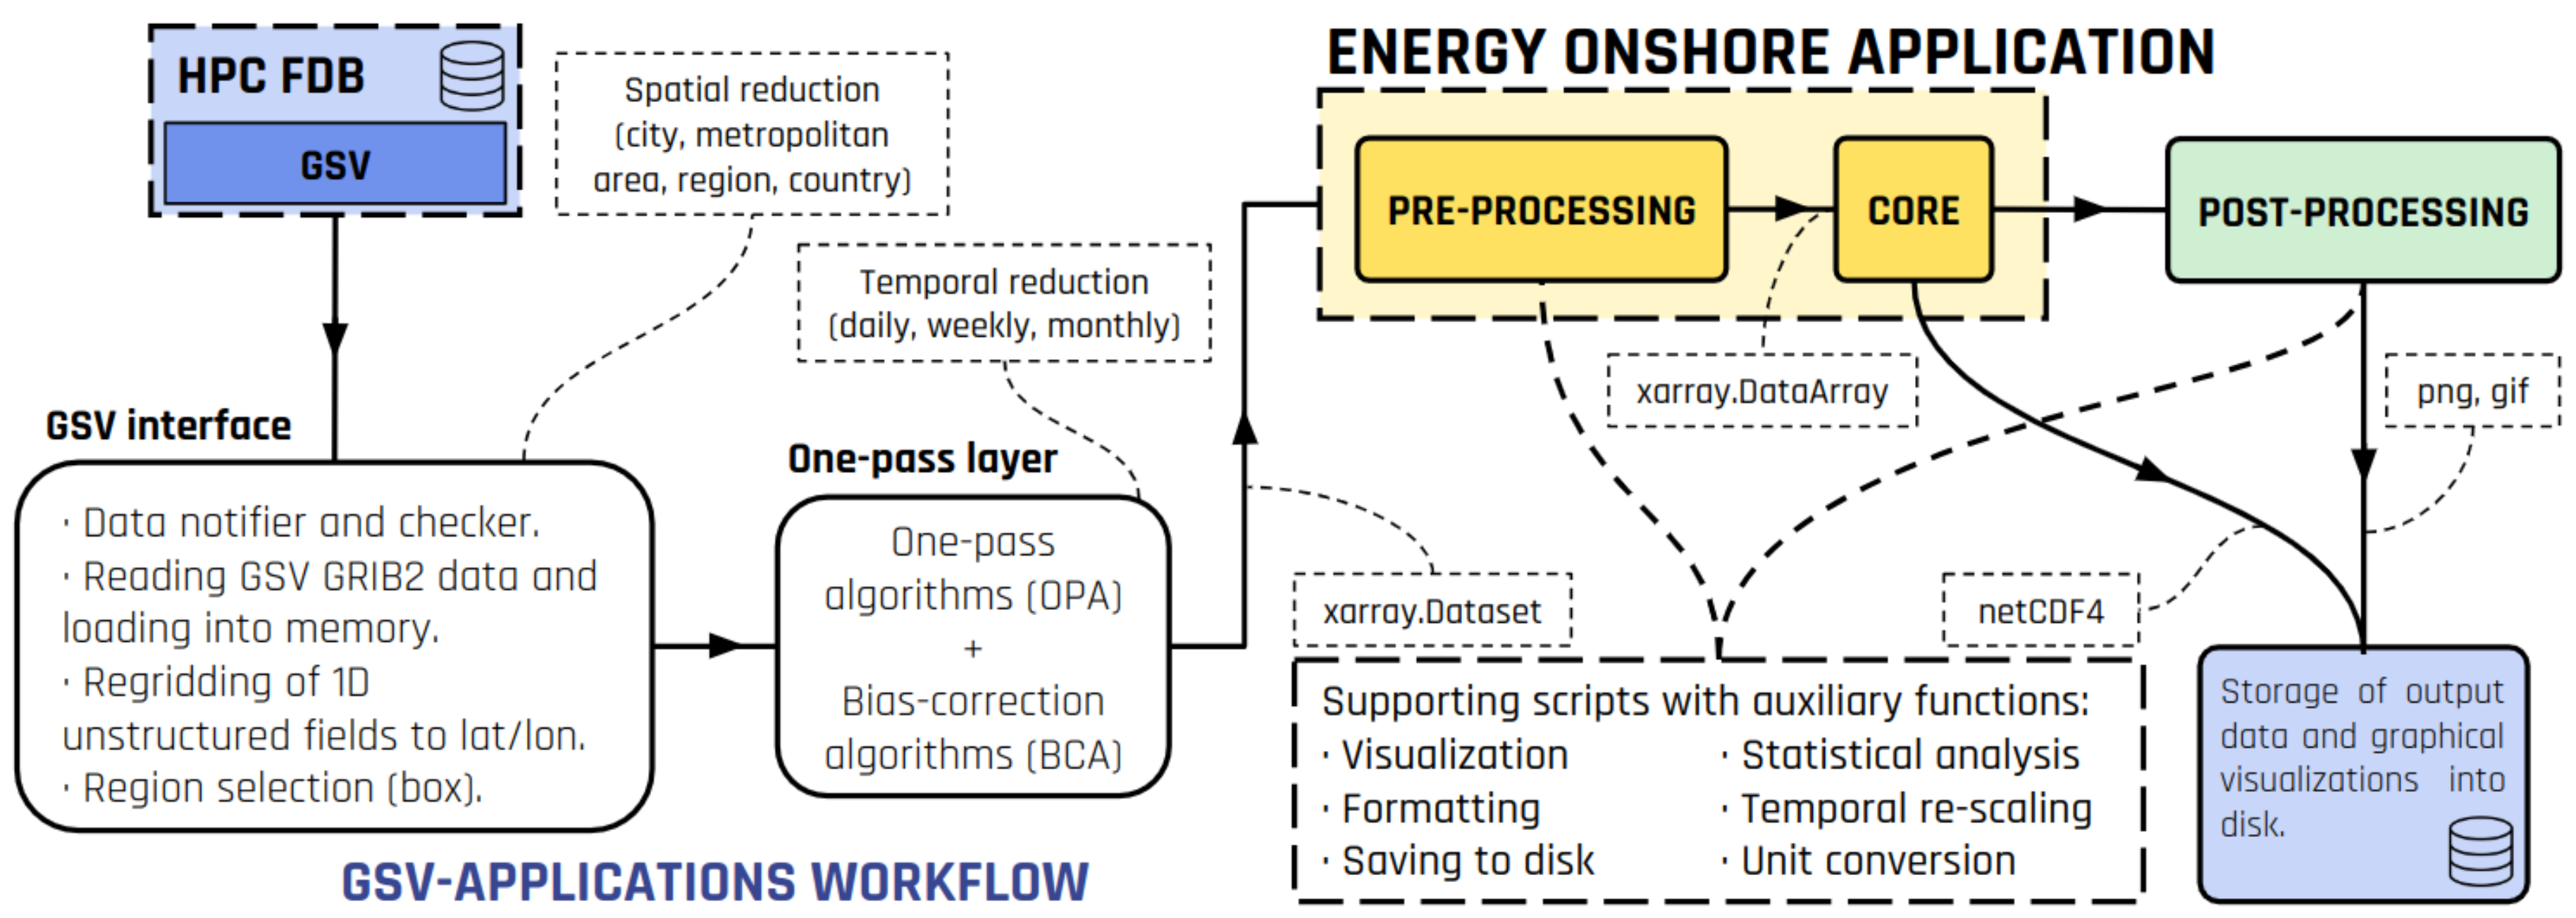 HPC FDB
GSV
Spatial reduction
(city, metropolitan
area, region, country)
Temporal reduction
(daily, weekly, monthly)
GSV interface
· Data notifier and checker.
· Reading GSV GRIB2 data and
loading into memory.
· Regridding of 1D
unstructured fields to lat/lon.
· Region selection (box).
One-pass layer
One-pass
algorithms (OPA)
+
Bias-correction
algorithms (BCA)
GSV-APPLICATIONS WORKFLOW
ENERGY ONSHORE APPLICATION
PRE-PROCESSING
CORE
POST-PROCESSING
xarray.DataArray
png, gif
xarray.Dataset
netCDF4
Supporting scripts with auxiliary functions:
· Visualization
· Formatting
· Saving to disk
· Statistical analysis
· Temporal re-scaling
· Unit conversion
Storage of output
data and graphical
visualizations into
disk.